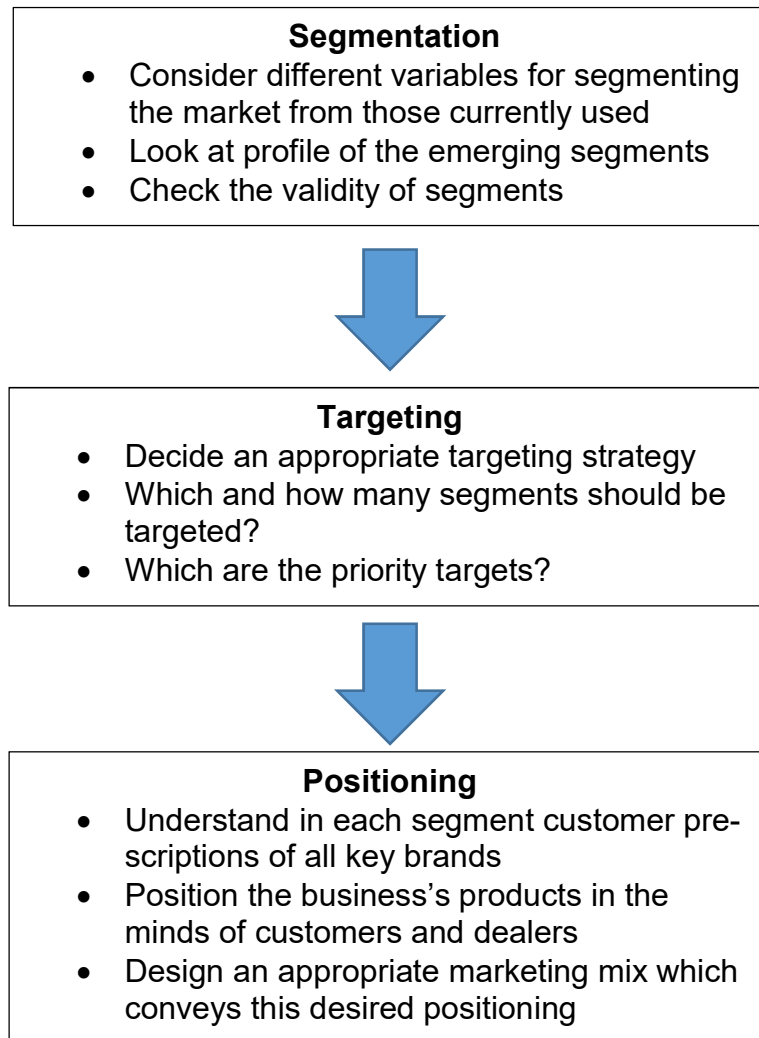 Segmentation
• Consider different variables for segmenting
the market from those currently used
• Look at profile of the emerging segments
• Check the validity of segments
Targeting
• Decide an appropriate targeting strategy
• Which and how many segments should be
targeted?
• Which are the priority targets?
Positioning
• Understand in each segment customer pre-
scriptions of all key brands
• Position the business’s products in the
minds of customers and dealers
• Design an appropriate marketing mix which
conveys this desired positioning